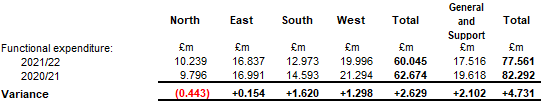 General
and
North East South West Total Support Total
Functional expenditure: £m £m £m £m £m £m £m
2021/22 10.239 16.837 12.973 19.996 60.045 17.516 77.561
2020/21 9.796 16.991 14.593 21.294 62.674 19.618 82.292
Variance (0.443) +0.154 +1.620 +1.298 +2.629 +2.102 +4.731